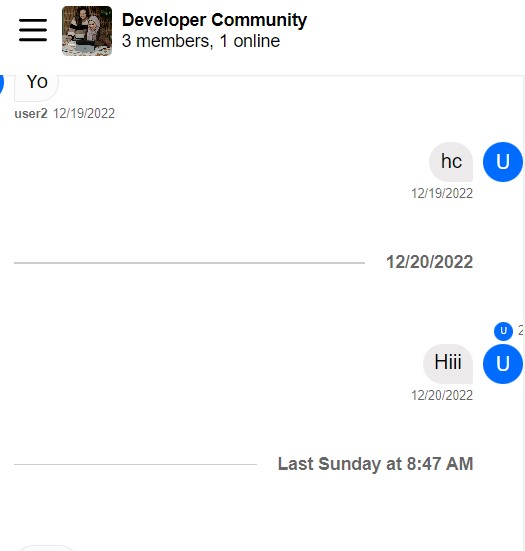 Developer Community
3 members, 1 online
Yo
user2 12/19/2022
hc
U
12/19/2022
12/20/2022
U
Hiii
U
12/20/2022
Last Sunday at 8:47 AM